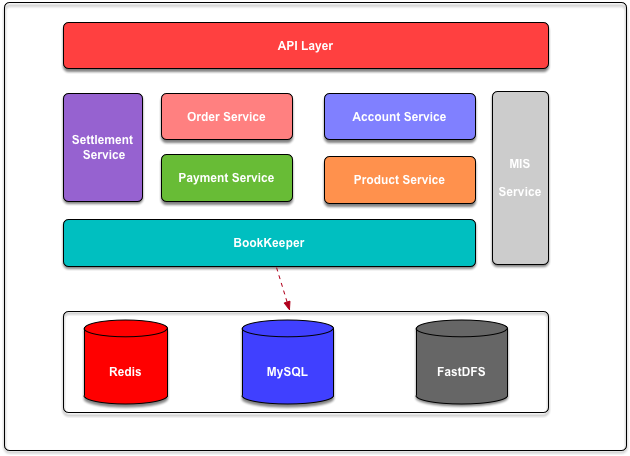 API Layer
Settlement
Service
Order Service
Account Service
MIS
Service
Payment Service
Product Service
BookKeeper
Redis
MySQL
FastDFS